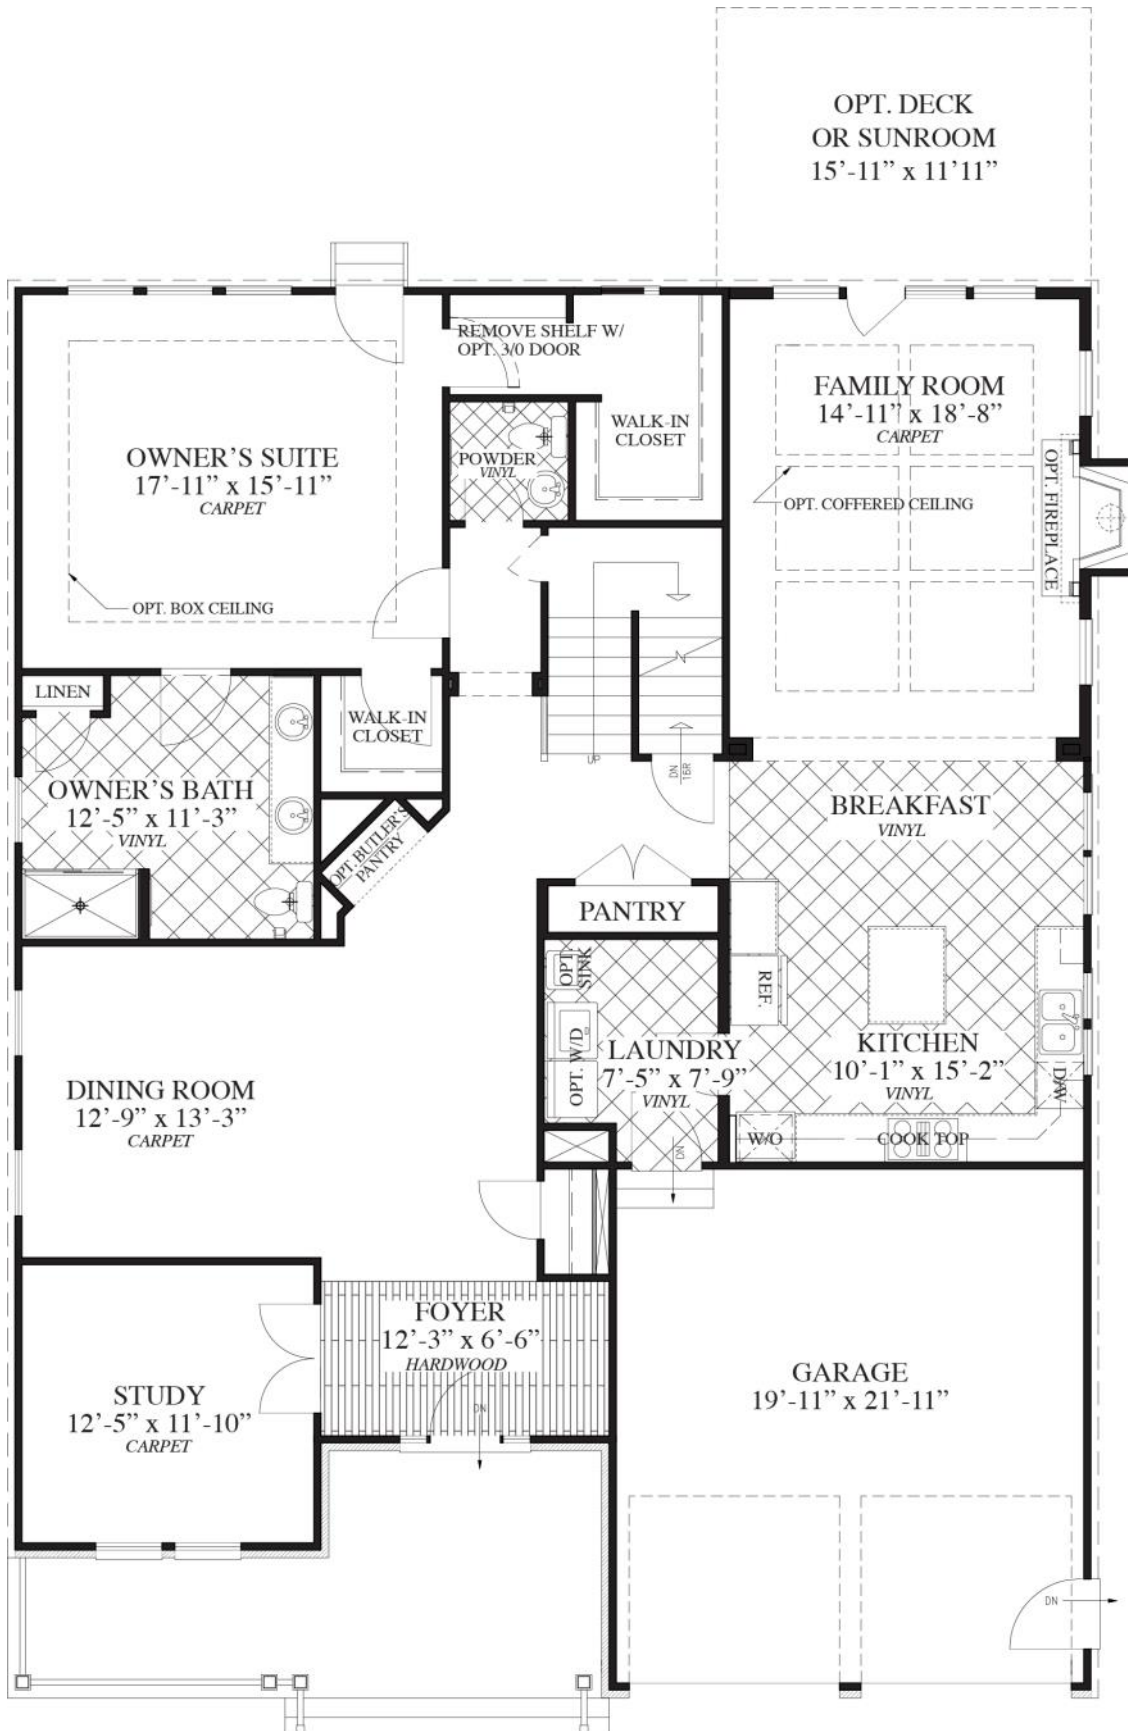 OPT. DECK
OR SUNROOM
15’-11” x 11’11”
REMOVE SHELF W/
OPT. 3/0 DOOR
FAMILY ROOM
14’-11” x 18’-8”
CARPET
WALK-IN
CLOSET
OWNER’S SUITE
17’-11” x 15’-11”
CARPET
POWDER
VINYL
OPT. COFFERED CEILING
OPT. FIREPLACE
OPT. BOX CEILING
LINEN
WALK-IN
CLOSET
UP
DN
16R
OWNER’S BATH
12’-5” x 11’-3”
VINYL
BREAKFAST
VINYL
OPT. BUTLER’S
PANTRY
PANTRY
OPT.
SINK
REF.
OPT. W/D
LAUNDRY
7’-5” x 7’-9”
VINYL
KITCHEN
10’-1” x 15’-2”
VINYL
D/W
DINING ROOM
12’-9” x 13’-3”
CARPET
W/O
COOK TOP
DN
FOYER
12’-3” x 6’-6”
HARDWOOD
DN
STUDY
12’-5” x 11’-10”
CARPET
GARAGE
19’-11” x 21’-11”
DN